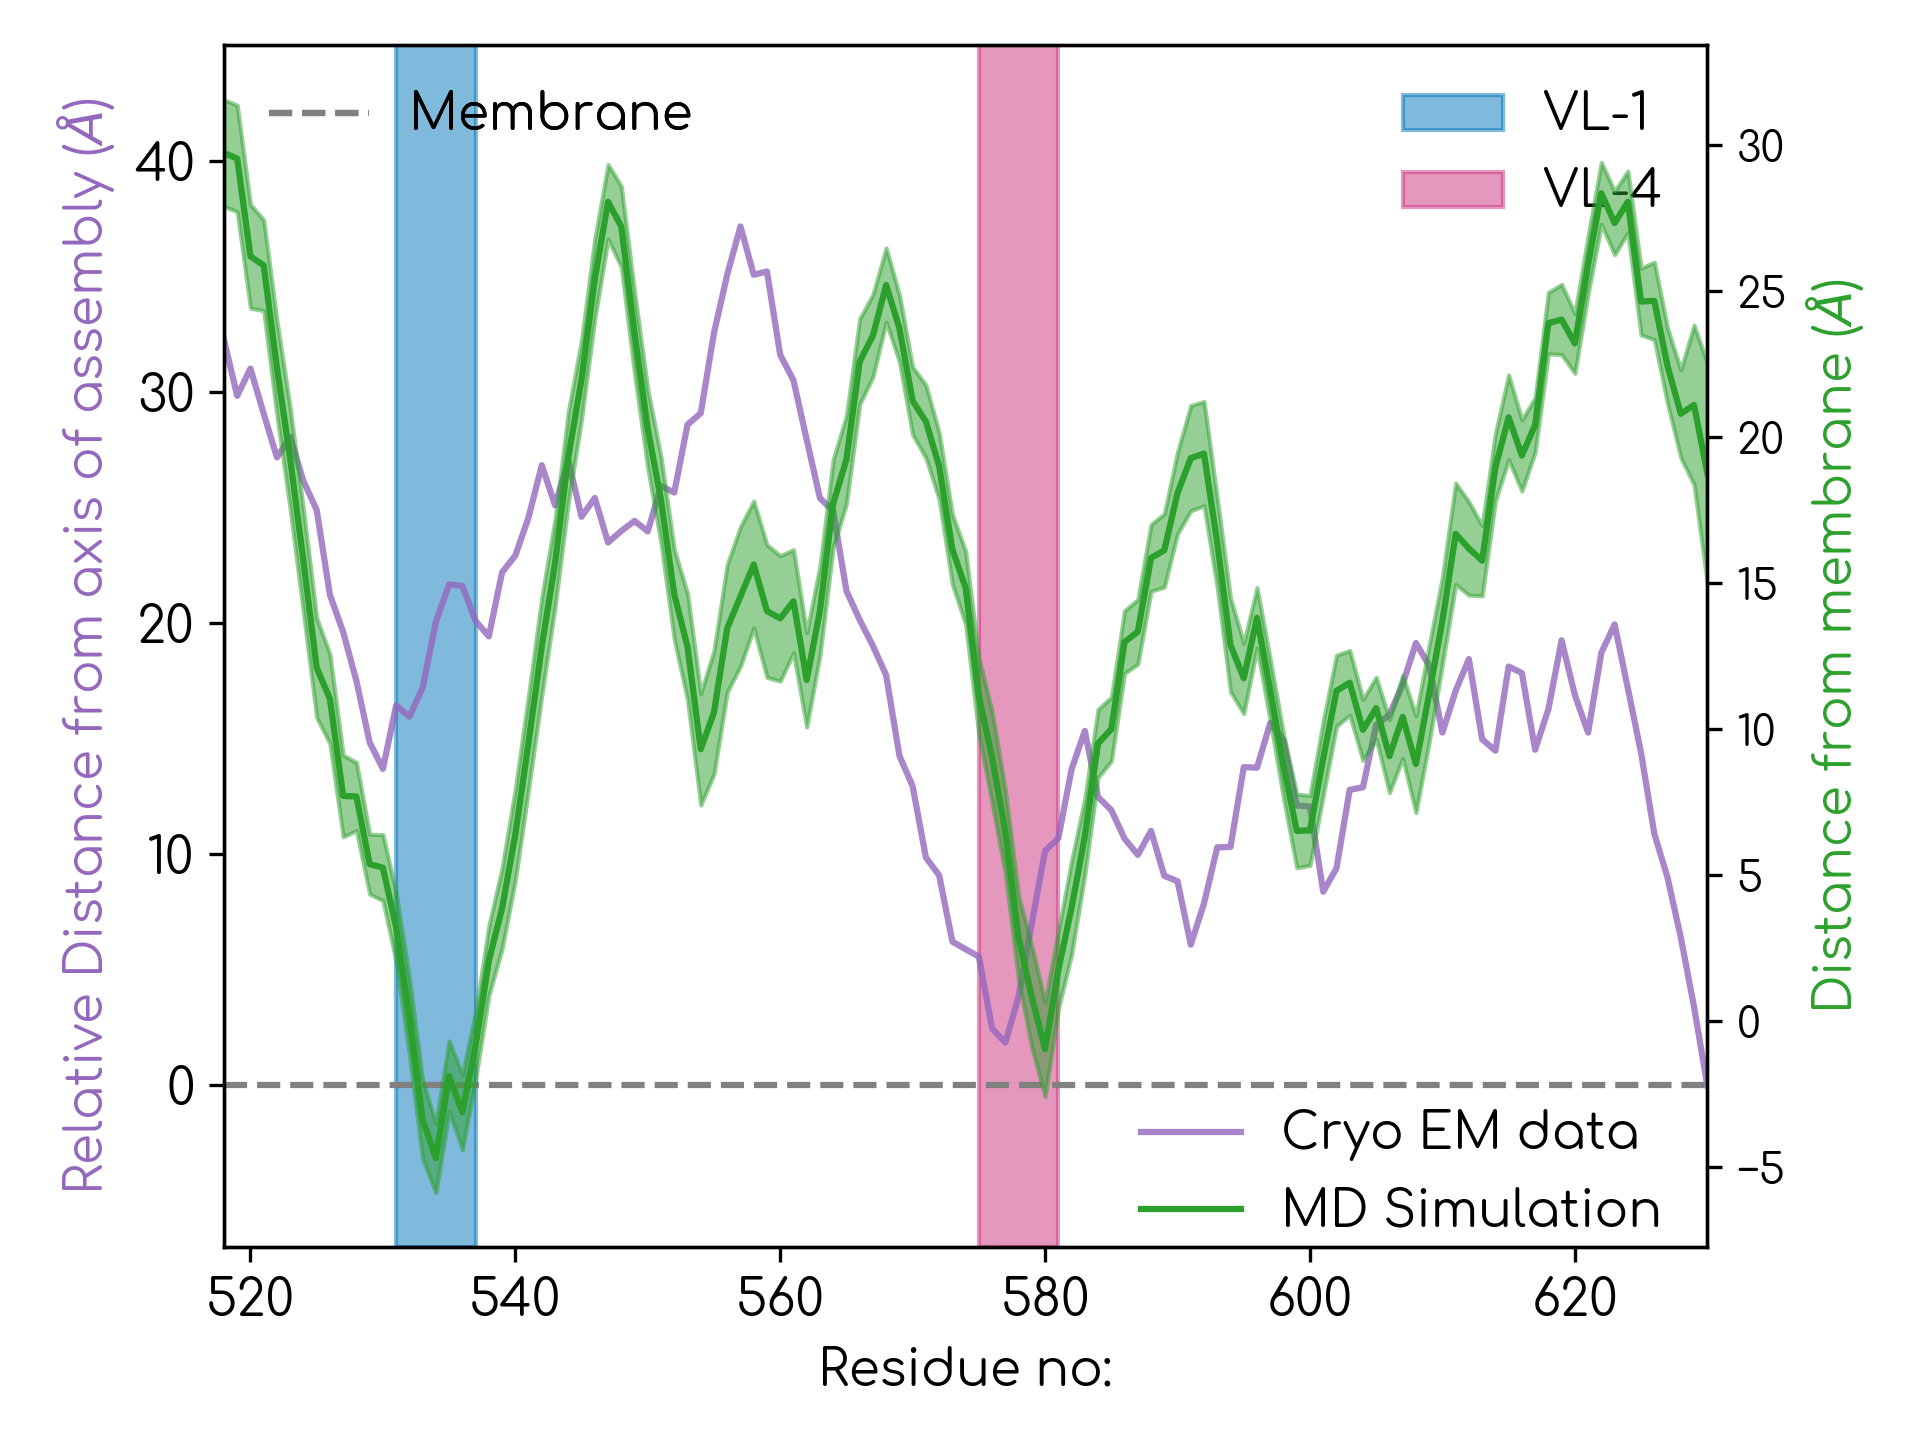 Relative Distance from axis of assembly (Å)
40
30
20
10
0
Membrane
VL-1
VL-4
30
25
20
15
10
5
0
−5
Distance from membrane (Å)
Cryo EM data
MD Simulation
520
540
560
580
600
620
Residue no: